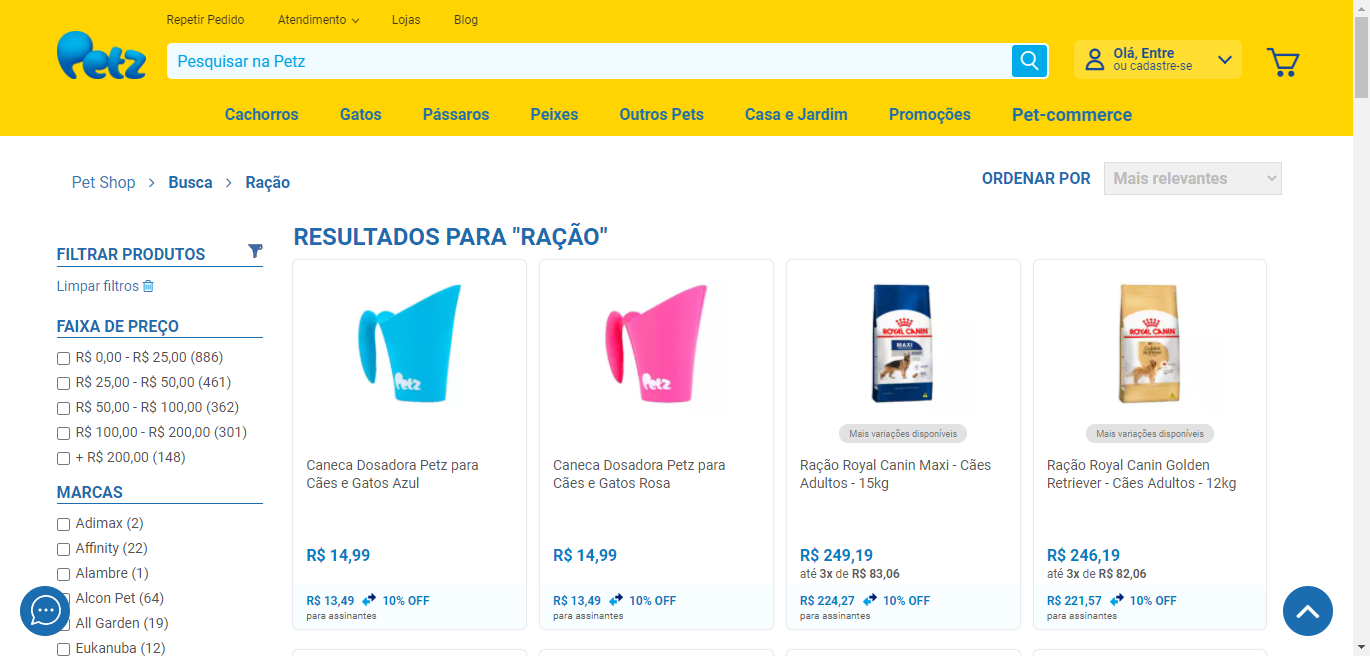 Repetir Pedido Atendimento Lojas Blog
Petz
Pesquisar na Petz
Olá, Entre
ou cadastre-se
Cachorros Gatos Pássaros Peixes Outros Pets Casa e Jardim Promoções Pet-commerce
Pet Shop > Busca > Ração
ORDENAR POR Mais relevantes
FILTRAR PRODUTOS
Limpar filtros
FAIXA DE PREÇO
R$ 0,00 - R$ 25,00 (886)
R$ 25,00 - R$ 50,00 (461)
R$ 50,00 - R$ 100,00 (362)
R$ 100,00 - R$ 200,00 (301)
+ R$ 200,00 (148)
MARCAS
Adimax (2)
Affinity (22)
Alambre (1)
Alcon Pet (64)
All Garden (19)
Eukanuba (12)
RESULTADOS PARA "RAÇÃO"
Petz
Caneca Dosadora Petz para
Cães e Gatos Azul
R$ 14,99
R$ 13,49 10% OFF
para assinantes
Petz
Caneca Dosadora Petz para
Cães e Gatos Rosa
R$ 14,99
R$ 13,49 10% OFF
para assinantes
ROYAL CANIN
MAXI
Mais variações disponíveis
Ração Royal Canin Maxi - Cães
Adultos - 15kg
R$ 249,19
até 3x de R$ 83,06
R$ 224,27 10% OFF
para assinantes
ROYAL CANIN
Golden
Retriever
Mais variações disponíveis
Ração Royal Canin Golden
Retriever - Cães Adultos - 12kg
R$ 246,19
até 3x de R$ 82,06
R$ 221,57 10% OFF
para assinantes